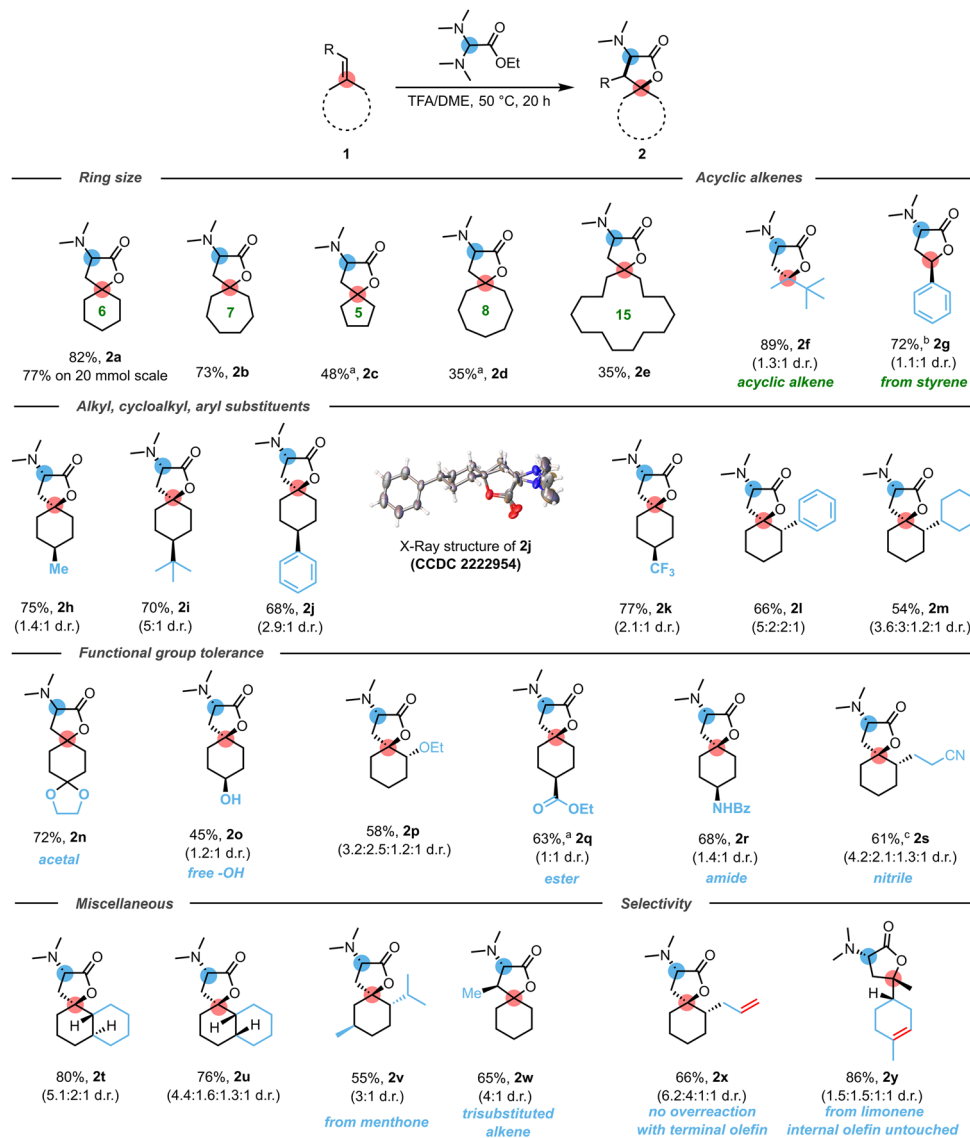 N
N
O
OEt
R
TFA/DME, 50 °C, 20 h
N
O
O
R
1
2
Ring size
Acyclic alkenes
N
O
O
6
N
O
O
7
N
O
O
5
N
O
O
8
N
O
O
15
N
O
O
N
O
O
82%, 2a
77% on 20 mmol scale
73%, 2b
48%a, 2c
35%a, 2d
35%, 2e
89%, 2f
(1.3:1 d.r.)
acyclic alkene
72%,b 2g
(1.1:1 d.r.)
from styrene
Alkyl, cycloalkyl, aryl substituents
N
O
O
Me
N
O
O
N
O
O
X-Ray structure of 2j
(CCDC 2222954)
N
O
O
CF3
N
O
O
N
O
O
75%, 2h
(1.4:1 d.r.)
70%, 2i
(5:1 d.r.)
68%, 2j
(2.9:1 d.r.)
77%, 2k
(2.1:1 d.r.)
66%, 2l
(5:2:2:1)
54%, 2m
(3.6:3:1.2:1 d.r.)
Functional group tolerance
N
O
O
O
O
N
O
O
OH
N
O
O
OEt
N
O
O
O
OEt
N
O
O
NHBz
N
O
O
CN
72%, 2n
acetal
45%, 2o
(1.2:1 d.r.)
free -OH
58%, 2p
(3.2:2.5:1.2:1 d.r.)
63%,a 2q
(1:1 d.r.)
ester
68%, 2r
(1.4:1 d.r.)
amide
61%,c 2s
(4.2:2.1:1.3:1 d.r.)
nitrile
Miscellaneous
Selectivity
N
O
O
H
H
N
O
O
H
H
N
O
O
N
O
O
Me
N
O
O
N
O
O
H
80%, 2t
(5.1:2:1 d.r.)
76%, 2u
(4.4:1.6:1.3:1 d.r.)
55%, 2v
(3:1 d.r.)
from menthone
65%, 2w
(4:1 d.r.)
trisubstituted
alkene
66%, 2x
(6.2:4:1:1 d.r.)
no overreaction
with terminal olefin
86%, 2y
(1.5:1.5:1:1 d.r.)
from limonene
internal olefin untouched